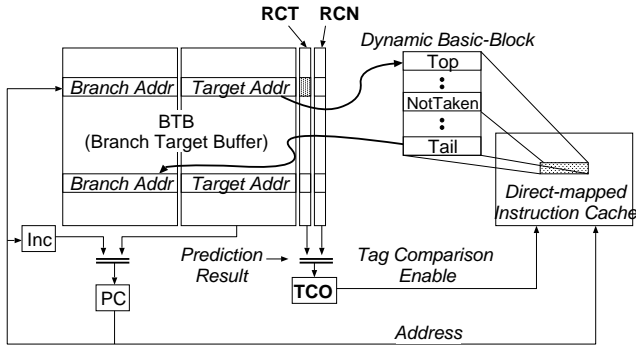 RCT RCN
Dynamic Basic-Block
Top
Branch Addr Target Addr
NotTaken
BTB
(Branch Target Buffer)
Tail
Branch Addr Target Addr
Direct-mapped
Instruction Cache
Inc
Prediction
Result
Tag Comparison
Enable
TCO
PC
Address